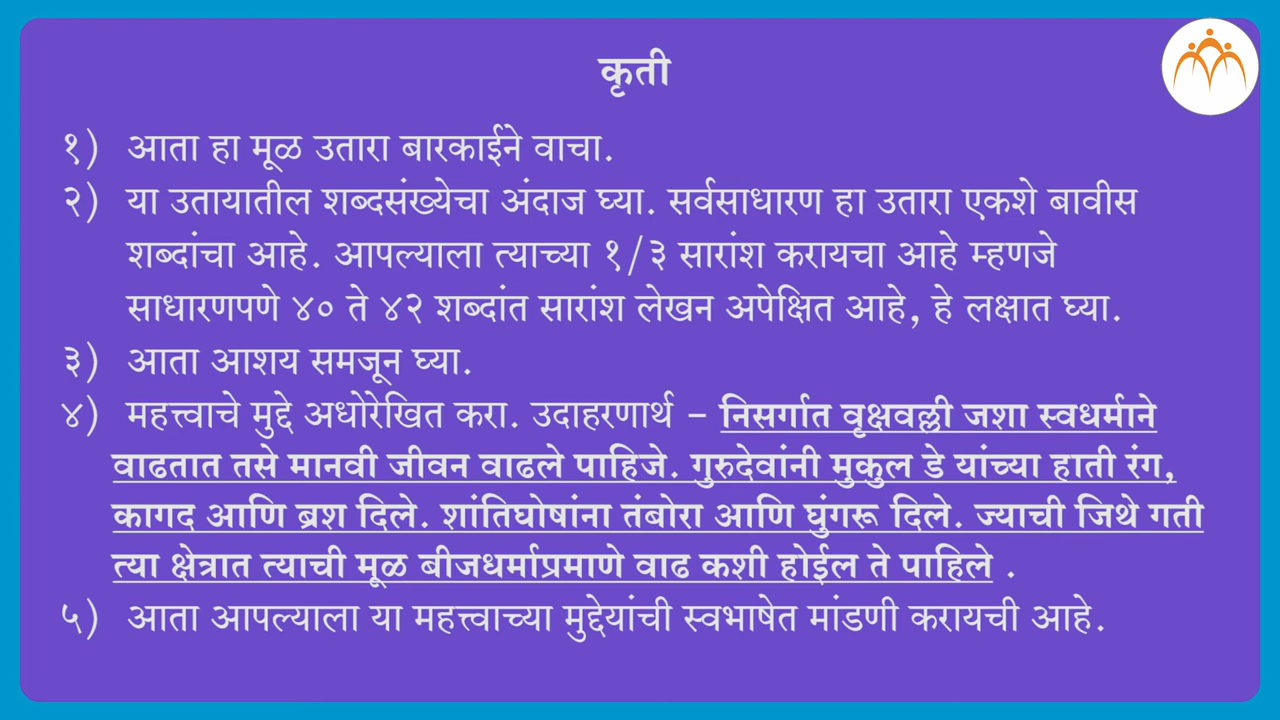 कृती
१) आता हा मूळ उतारा बारकाईने वाचा.
२) या उतायातील शब्दसंख्येचा अंदाज घ्या. सर्वसाधारण हा उतारा एकशे बावीस
शब्दांचा आहे. आपल्याला त्याच्या १/३ सारांश करायचा आहे म्हणजे
साधारणपणे ४० ते ४२ शब्दांत सारांश लेखन अपेक्षित आहे, हे लक्षात घ्या.
३) आता आशय समजून घ्या.
४) महत्त्वाचे मुद्दे अधोरेखित करा. उदाहरणार्थ – निसर्गात वृक्षवल्ली जशा स्वधर्माने
वाढतात तसे मानवी जीवन वाढले पाहिजे. गुरुदेवांनी मुकुल डे यांच्या हाती रंग,
कागद आणि ब्रश दिले. शांतिघोषांना तंबोरा आणि घुंगरू दिले. ज्याची जिथे गती
त्या क्षेत्रात त्याची मूळ बीजधर्माप्रमाणे वाढ कशी होईल ते पाहिले .
५) आता आपल्याला या महत्त्वाच्या मुद्देयांची स्वभाषेत मांडणी करायची आहे.